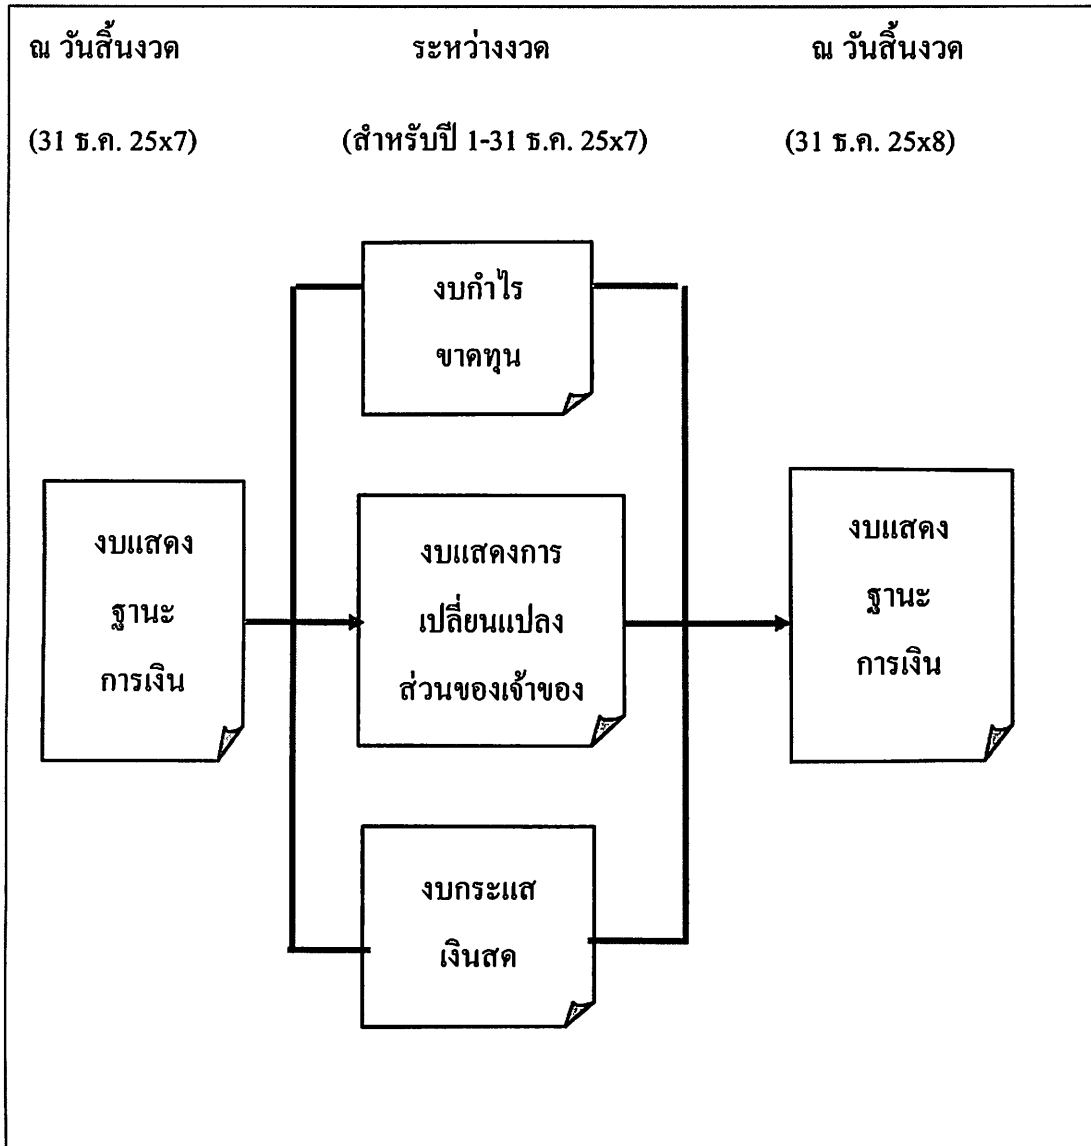 ณ วันสิ้นงวด ระหว่างงวด ณ วันสิ้นงวด
(31 ธ.ค. 25x7) (สำหรับปี 1-31 ธ.ค. 25x7) (31 ธ.ค. 25x8)
งบกำไร
ขาดทุน
งบแสดง
ฐานะ
การเงิน
งบแสดงการ
เปลี่ยนแปลง
ส่วนของเจ้าของ
งบแสดง
ฐานะ
การเงิน
งบกระแส
เงินสด